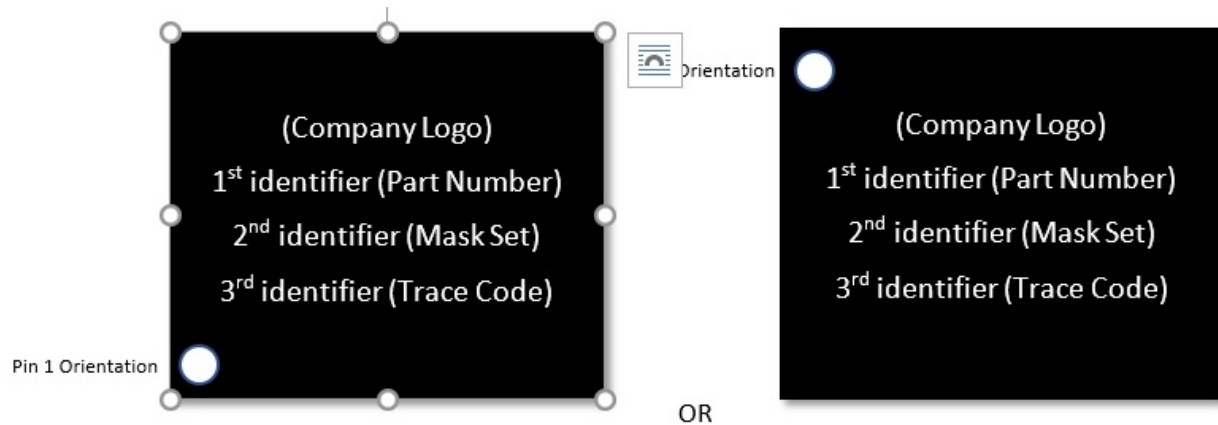 (Company Logo)
1st identifier (Part Number)
2nd identifier (Mask Set)
3rd identifier (Trace Code)
Pin 1 Orientation
OR
Orientation
(Company Logo)
1st identifier (Part Number)
2nd identifier (Mask Set)
3rd identifier (Trace Code)